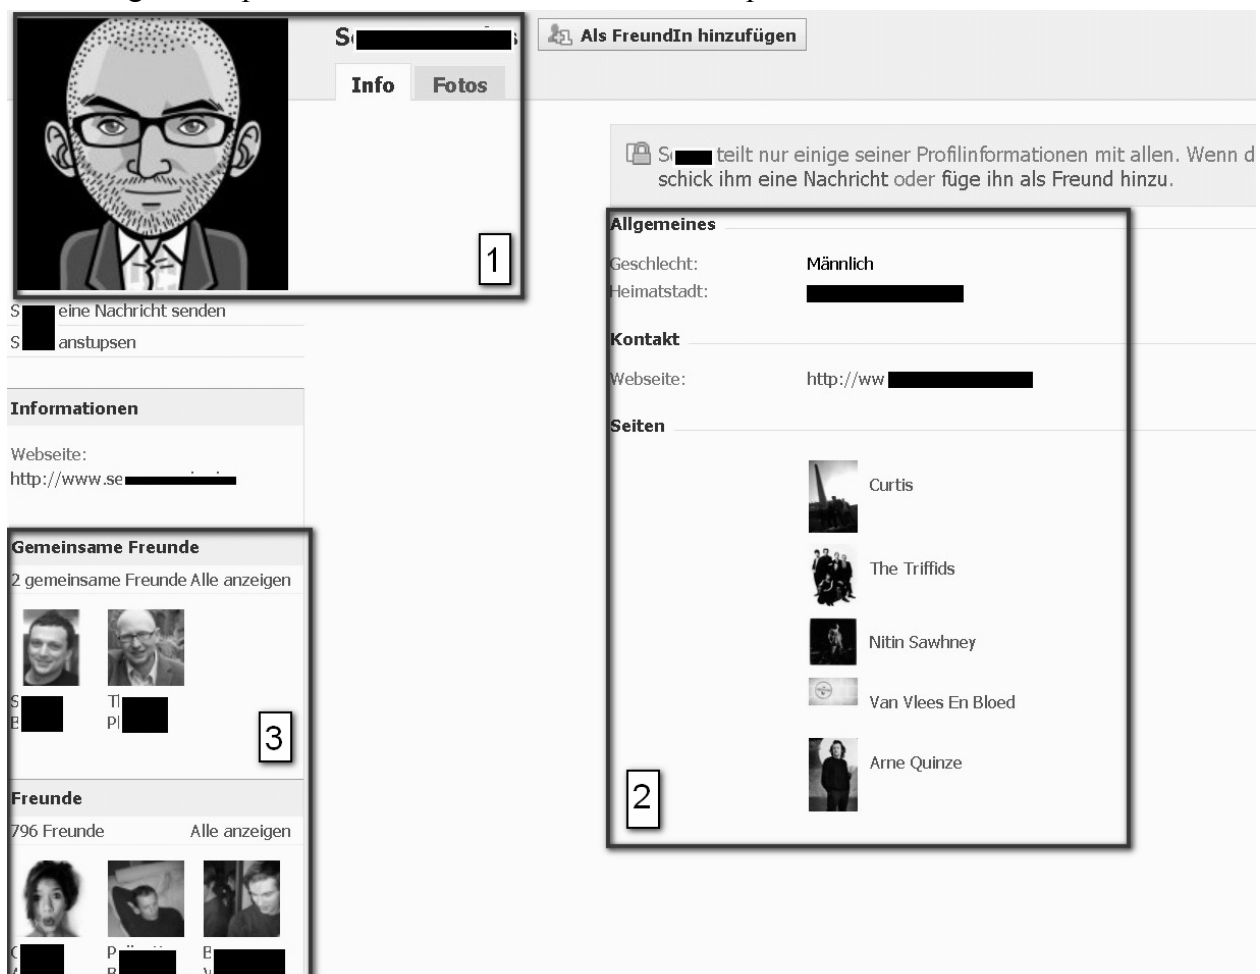 Als FreundIn hinzufügen
Info Fotos
1
teilt nur einige seiner Profilinformationen mit allen. Wenn d
schick ihm eine Nachricht oder füge ihn als Freund hinzu.
Allgemeines
Geschlecht: Männlich
Heimatstadt:
Kontakt
Webseite: http://ww
Seiten
Curtis
The Triffids
Nitin Sawhney
Van Vlees En Bloed
Arne Quinze
2
S eine Nachricht senden
S anstupsen
Informationen
Webseite:
http://www.se
Gemeinsame Freunde
2 gemeinsame Freunde Alle anzeigen
S Tl
B Pl
3
Freunde
796 Freunde Alle anzeigen